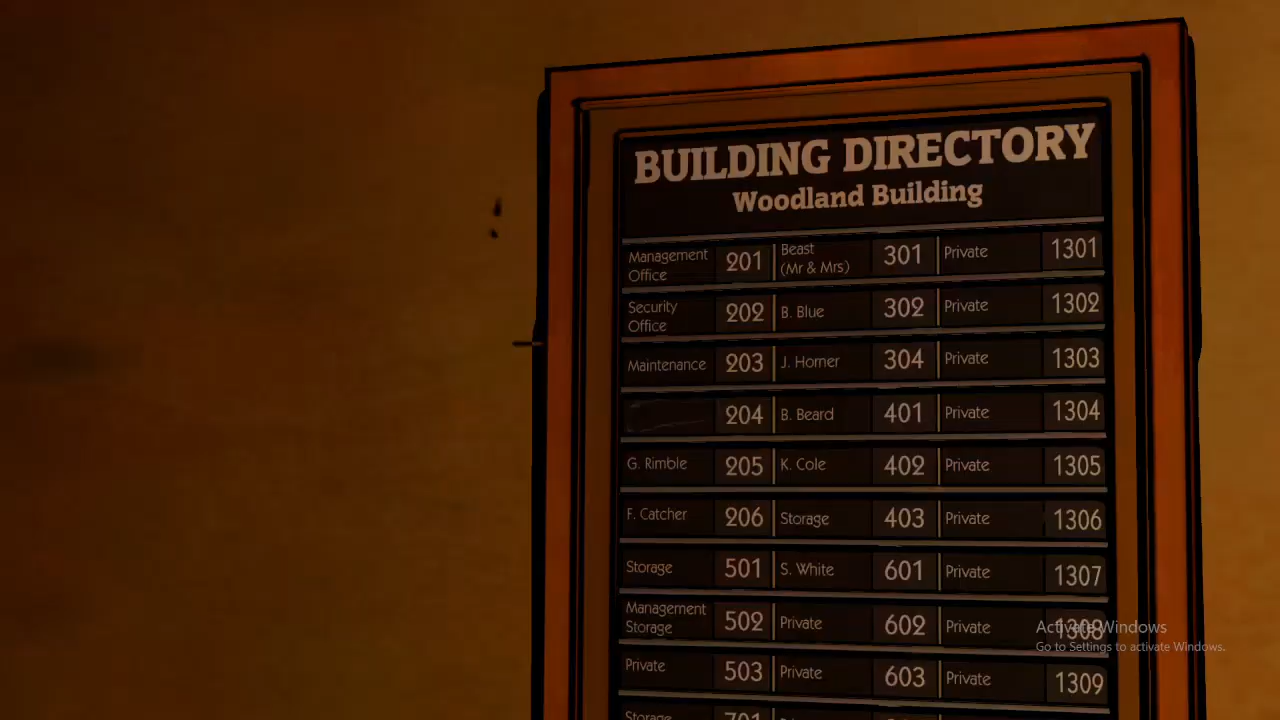 BUILDING DIRECTORY
Woodland Building
Management Office 201 Beast (Mr & Mrs) 301 Private 1301
Security Office 202 B. Blue 302 Private 1302
Maintenance 203 J. Horner 304 Private 1303
204 B. Beard 401 Private 1304
G. Rimble 205 K. Cole 402 Private 1305
F. Catcher 206 Storage 403 Private 1306
Storage 501 S. White 601 Private 1307
Management Storage 502 Private 602 Private 1308
Private 503 Private 603 Private 1309
Storage 701
Activate Windows
Go to Settings to activate Windows.